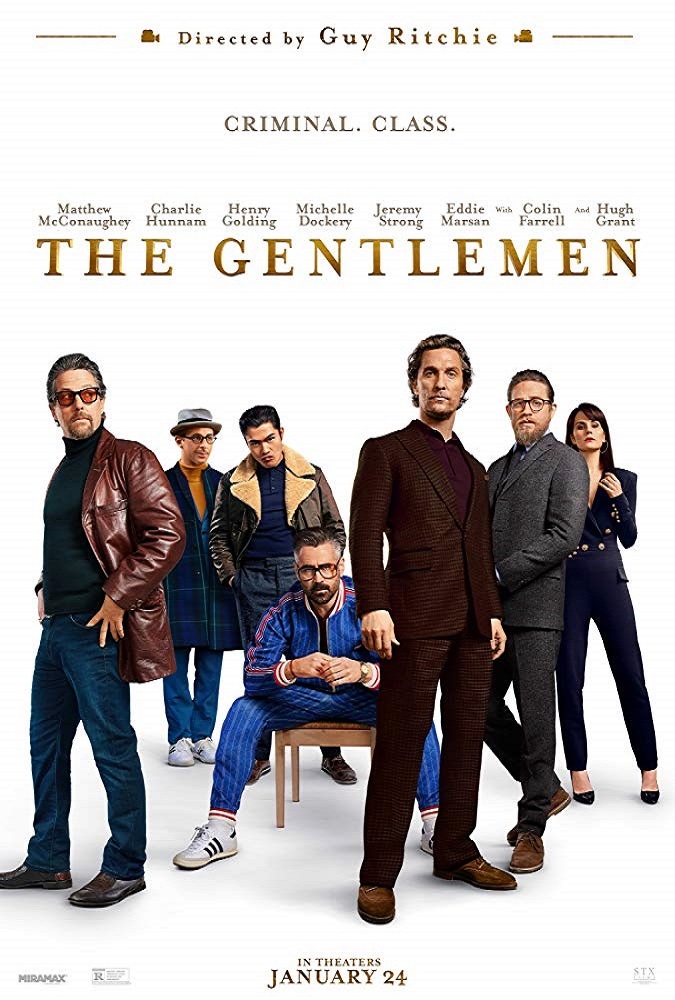 Directed by Guy Ritchie
CRIMINAL. CLASS.
Matthew McConaughey Charlie Hunnam Henry Golding Michelle Dockery Jeremy Strong Eddie Marsan With Colin Farrell And Hugh Grant
THE GENTLEMEN
IN THEATERS
JANUARY 24
MIRAMAX
R
STX